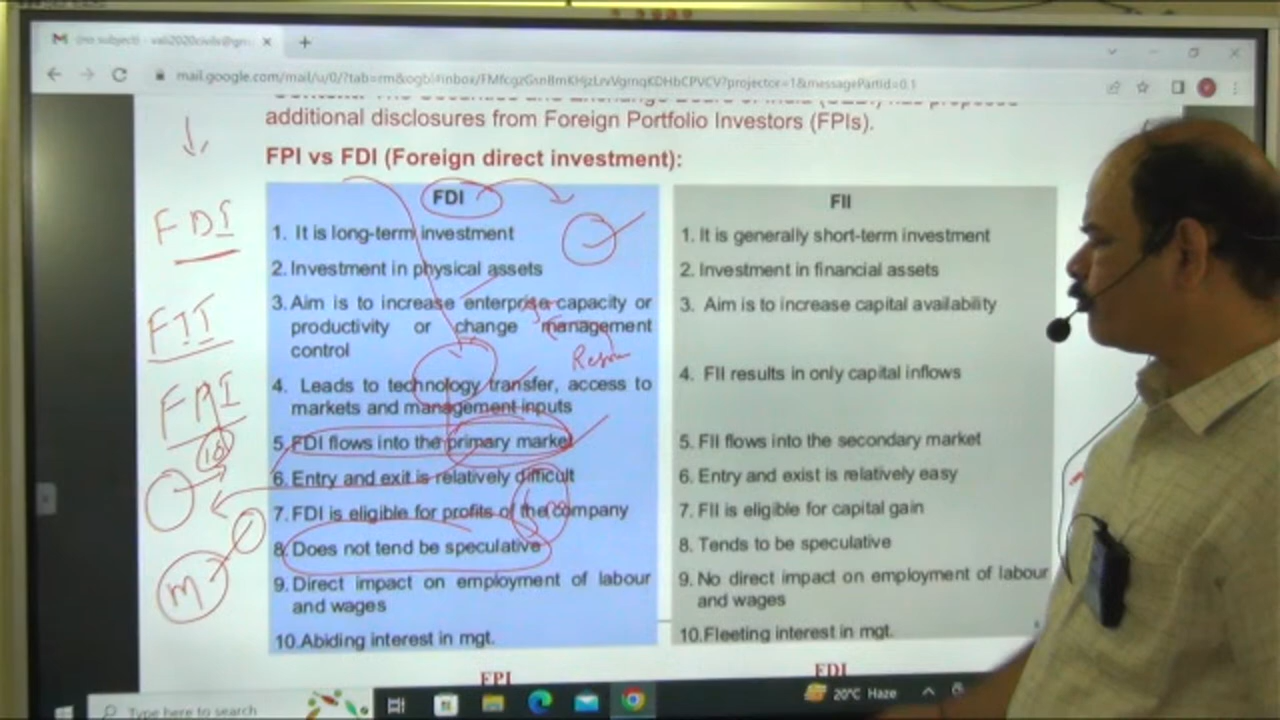 mail.google.com/mail/u/0/?tab=rm&ogbl#inbox/
additional disclosures from Foreign Portfolio Investors (FPIs).
FPI vs FDI (Foreign direct investment):
FDI
1. It is long-term investment
2. Investment in physical assets
3. Aim is to increase enterprise capacity or
productivity or change management
control
4. Leads to technology transfer, access to
markets and management inputs
5. FDI flows into the primary market
6. Entry and exit is relatively difficult
7. FDI is eligible for profits of the company
8. Does not tend be speculative
9. Direct impact on employment of labour
and wages
10. Abiding interest in mgt.
FII
1. It is generally short-term investment
2. Investment in financial assets
3. Aim is to increase capital availability
4. FII results in only capital inflows
5. FII flows into the secondary market
6. Entry and exist is relatively easy
7. FII is eligible for capital gain
8. Tends to be speculative
9. No direct impact on employment of labour
and wages
10. Fleeting interest in mgt.
FDI
FII
FPI
10
m
FPI
FDI
Type here to search
20°C Haze